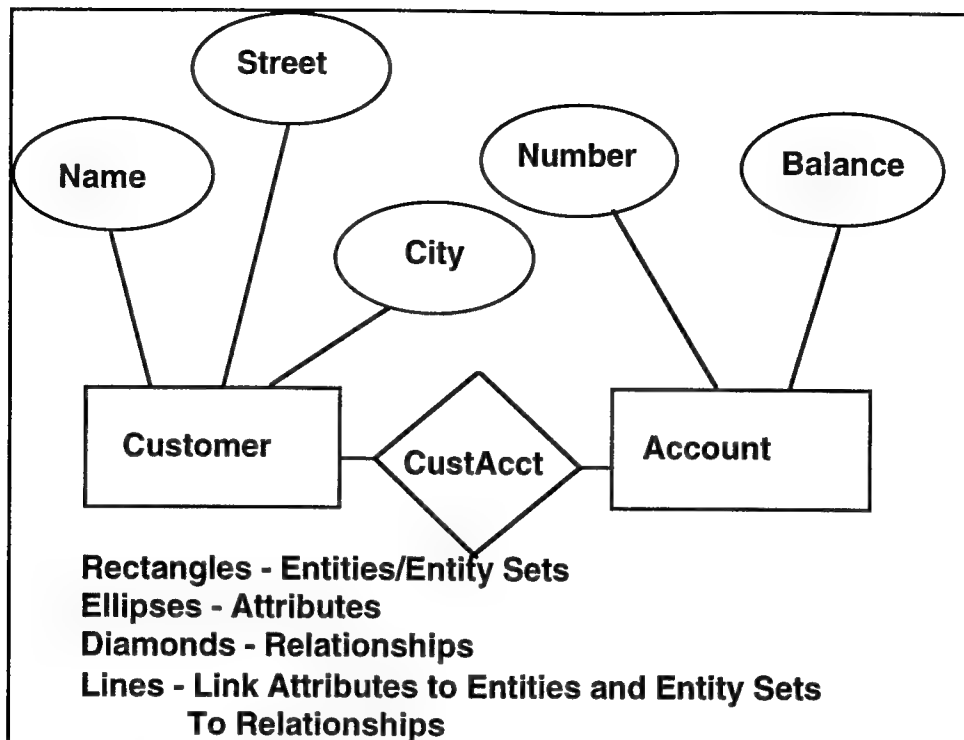 Street
Name
Number
Balance
City
Customer
CustAcct
Account
Rectangles - Entities/Entity Sets
Ellipses - Attributes
Diamonds - Relationships
Lines - Link Attributes to Entities and Entity Sets
To Relationships